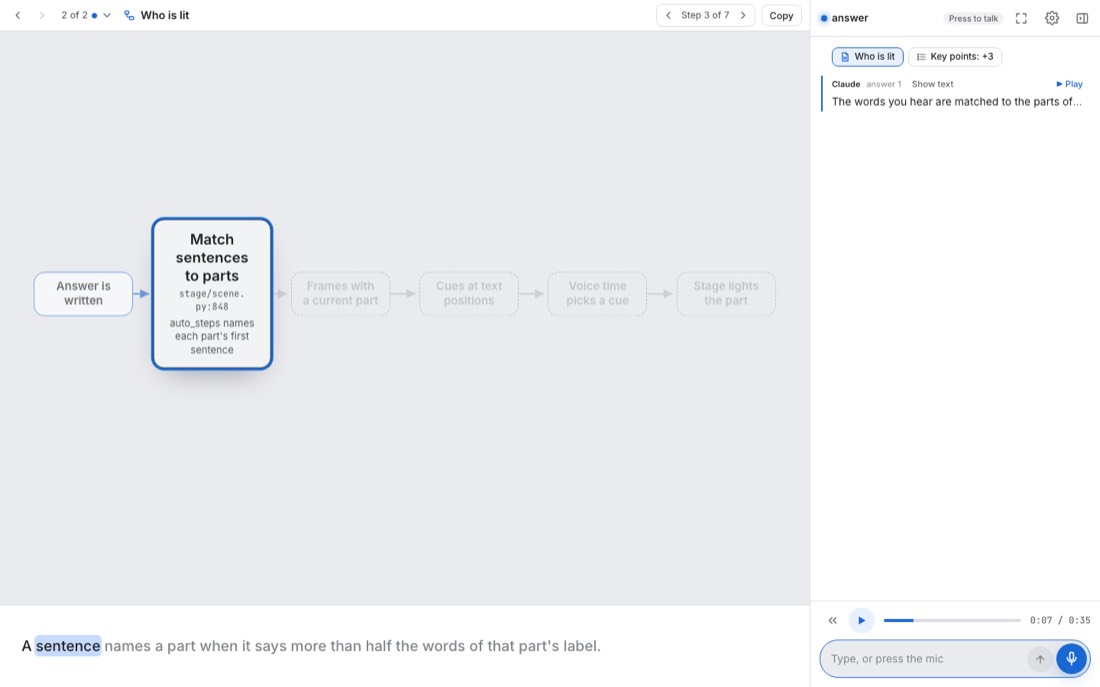 2 of 2
Who is lit
Step 3 of 7
Copy
Answer is
written
Match
sentences
to parts
stage/scene.
py:848
auto_steps names
each part's first
sentence
Frames with
a current part
Cues at text
positions
Voice time
picks a cue
Stage lights
the part
A sentence names a part when it says more than half the words of that part's label.
answer
Press to talk
Who is lit
Key points: +3
Claude answer 1 Show text
Play
The words you hear are matched to the parts of…
0:07 / 0:35
Type, or press the mic